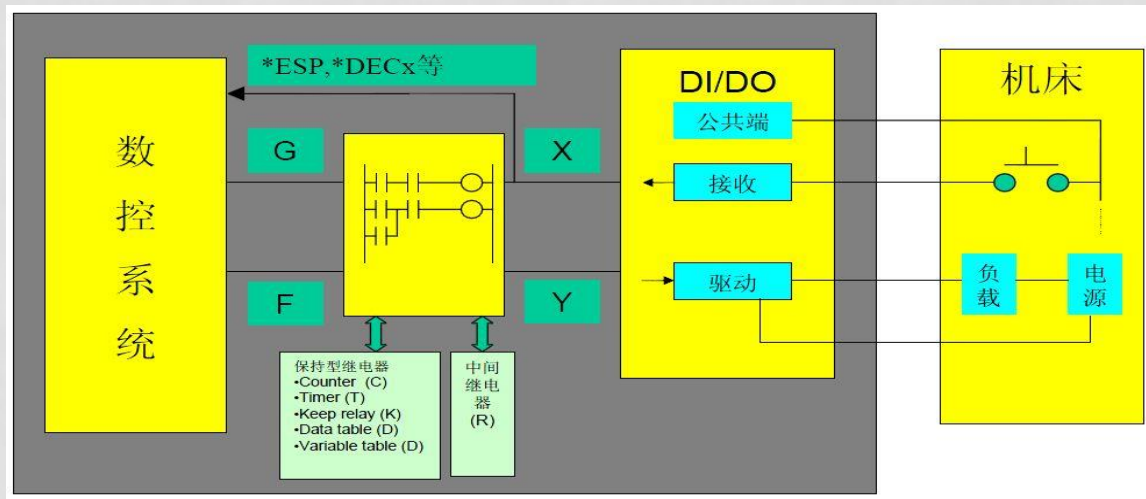 *ESP,*DECx等
数
控
系
统
G
X
F
Y
DI/DO
公共端
接收
驱动
机床
负
载
电
源
保持型继电器
•Counter (C)
•Timer (T)
•Keep relay (K)
•Data table (D)
•Variable table (D)
中间
继电
器
(R)